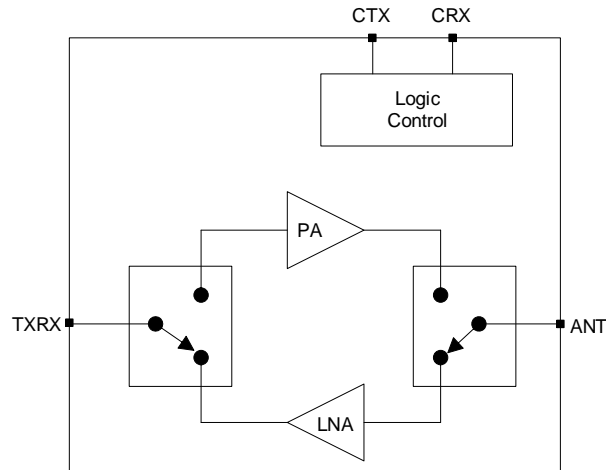 CTX CRX
Logic
Control
PA
TXRX
ANT
LNA